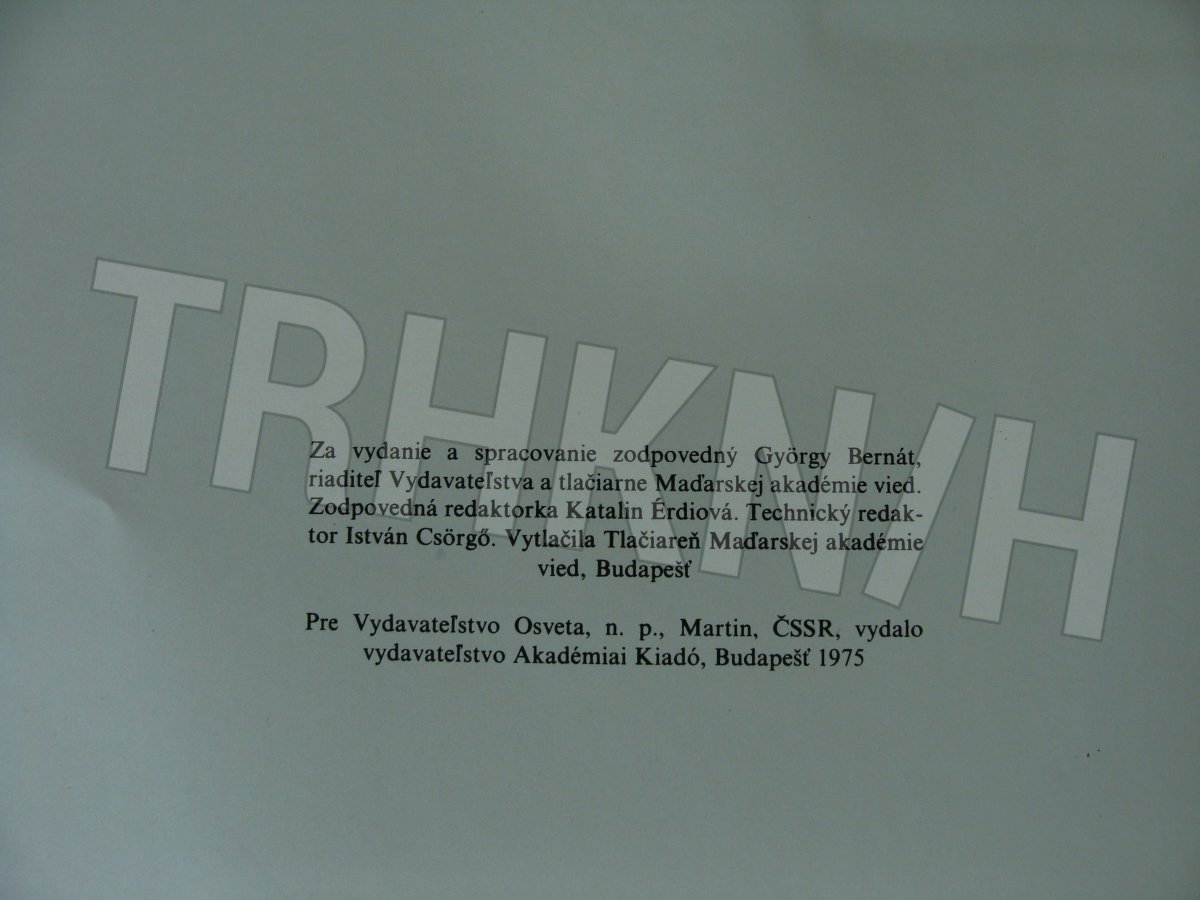 TRHKNIH
Za vydanie a spracovanie zodpovedný György Bernát,
riaditeľ Vydavateľstva a tlačiarne Maďarskej akadémie vied.
Zodpovedná redaktorka Katalin Érdiová. Technický redak-
tor István Csörgő. Vytlačila Tlačiareň Maďarskej akadémie
vied, Budapešť
Pre Vydavateľstvo Osveta, n. p., Martin, ČSSR, vydalo
vydavateľstvo Akadémiai Kiadó, Budapešť 1975